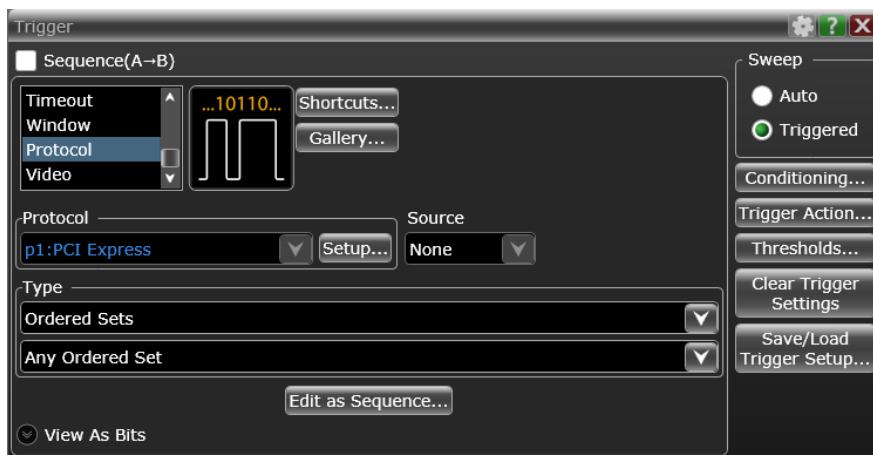 Trigger
?
X
Sequence(A→B)
Timeout
Window
Protocol
Video
...10110...
Shortcuts...
Gallery...
Protocol
p1:PCI Express
Setup...
Source
None
Type
Ordered Sets
Any Ordered Set
Edit as Sequence...
View As Bits
Sweep
Auto
Triggered
Conditioning...
Trigger Action...
Thresholds...
Clear Trigger
Settings
Save/Load
Trigger Setup...